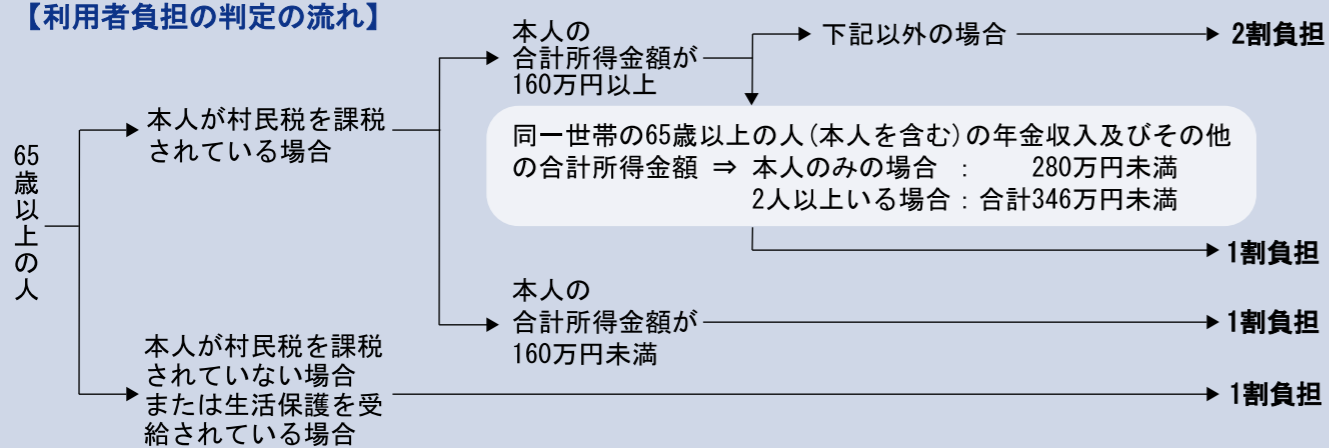 【利用者負担の判定の流れ】
65歳以上の人
本人が村民税を課税
されている場合
本人の
合計所得金額が
160万円以上
下記以外の場合
2割負担
同一世帯の65歳以上の人(本人を含む)の年金収入及びその他
の合計所得金額 ⇒ 本人のみの場合 : 280万円未満
2人以上いる場合:合計346万円未満
1割負担
本人の
合計所得金額が
160万円未満
1割負担
本人が村民税を課税
されていない場合
または生活保護を受
給されている場合
1割負担